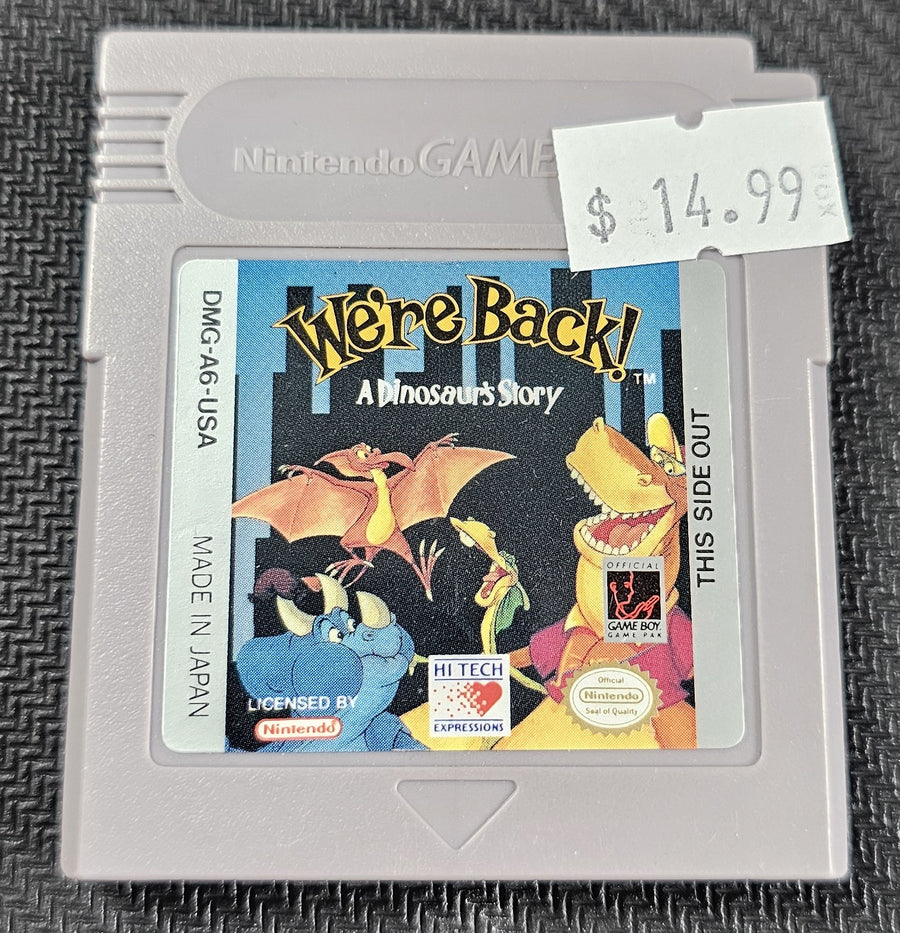 Nintendo GAME
$ 14.99
DMG-A6-USA
MADE IN JAPAN
We're Back!
TM
A Dinosaur's Story
THIS SIDE OUT
OFFICIAL
GAME BOY
GAME PAK
HI TECH
EXPRESSIONS
LICENSED BY
Nintendo
Official
Nintendo
Seal of Quality